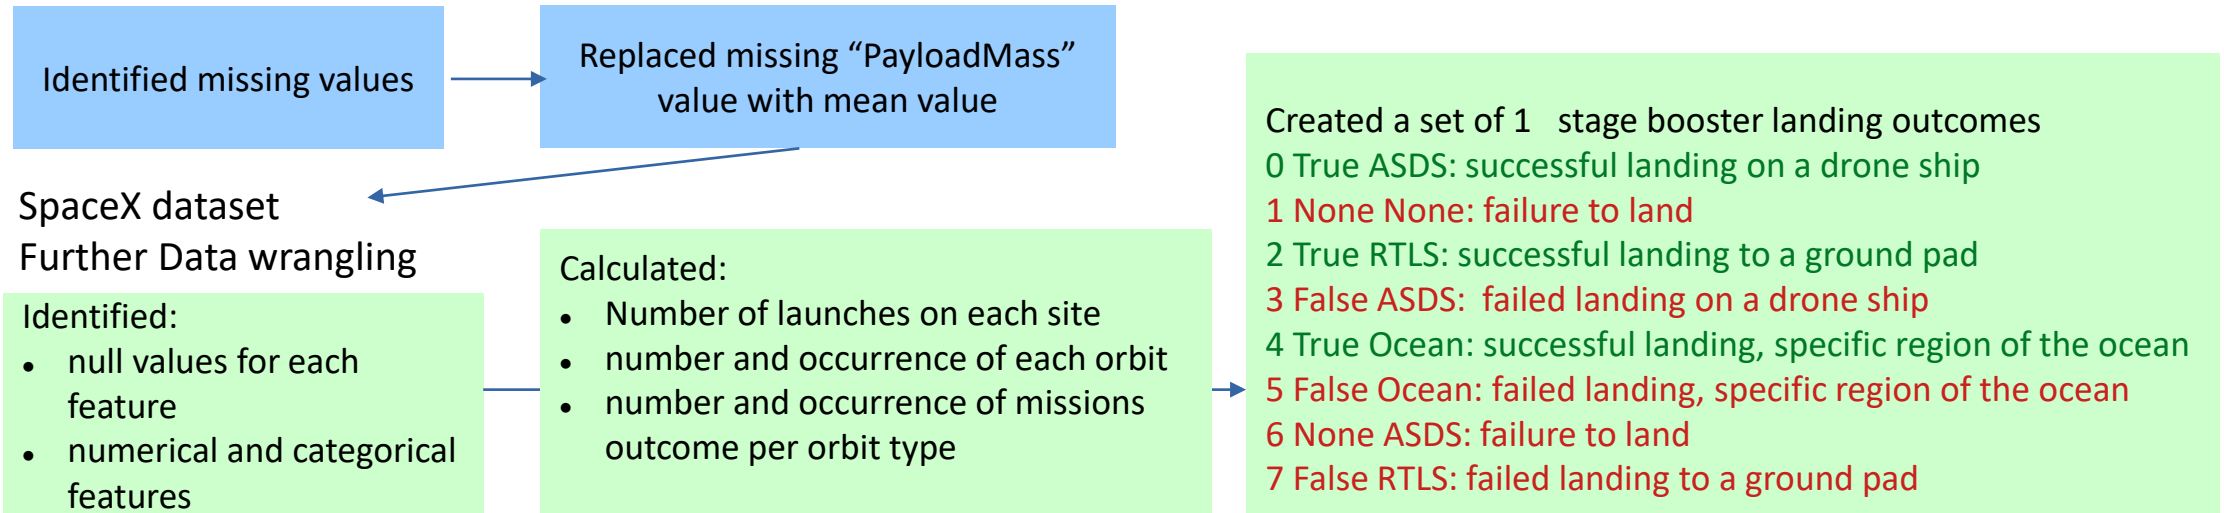 Identified missing values
Replaced missing “PayloadMass”
value with mean value
SpaceX dataset
Further Data wrangling
Identified:
• null values for each
feature
• numerical and categorical
features
Calculated:
• Number of launches on each site
• number and occurrence of each orbit
• number and occurrence of missions
outcome per orbit type
Created a set of 1 stage booster landing outcomes
0 True ASDS: successful landing on a drone ship
1 None None: failure to land
2 True RTLS: successful landing to a ground pad
3 False ASDS: failed landing on a drone ship
4 True Ocean: successful landing, specific region of the ocean
5 False Ocean: failed landing, specific region of the ocean
6 None ASDS: failure to land
7 False RTLS: failed landing to a ground pad